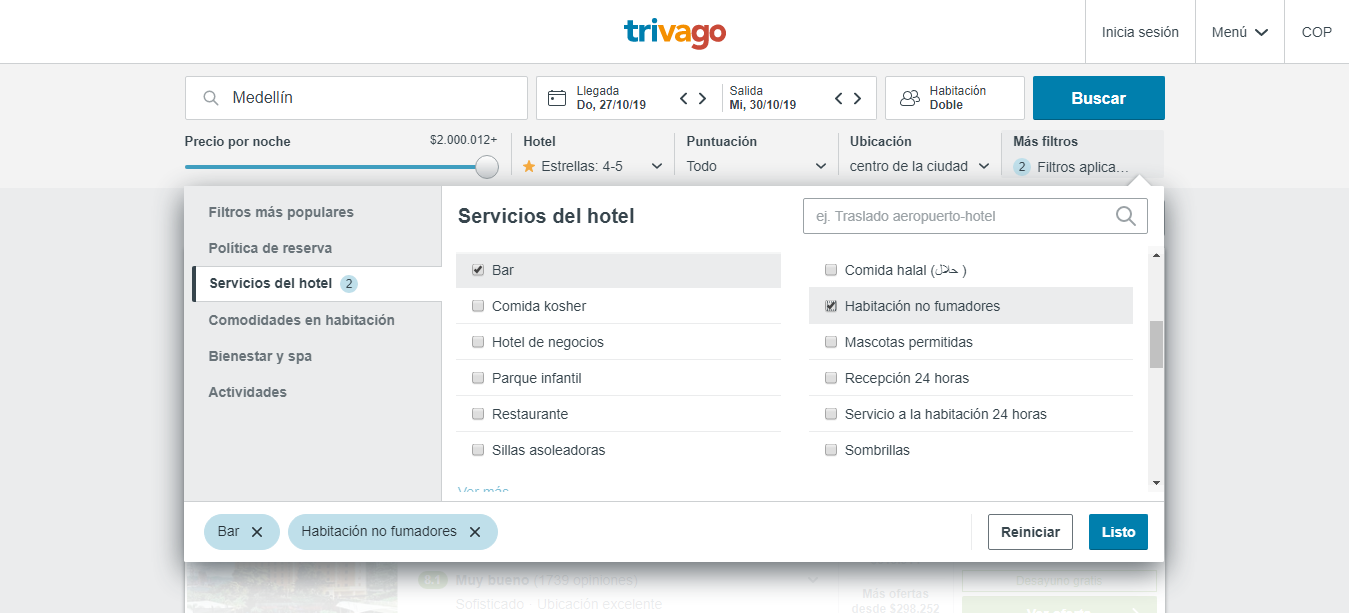 trivago
Inicia sesión
Menú
COP
Medellín
Llegada
Do, 27/10/19
Salida
Mi, 30/10/19
Habitación
Doble
Buscar
Precio por noche
$2.000.012+
Hotel
Estrellas: 4-5
Puntuación
Todo
Ubicación
centro de la ciudad
Más filtros
2 Filtros aplica...
Filtros más populares
Política de reserva
Servicios del hotel 2
Comodidades en habitación
Bienestar y spa
Actividades
Servicios del hotel
ej. Traslado aeropuerto-hotel
Bar
Comida kosher
Hotel de negocios
Parque infantil
Restaurante
Sillas asoleadoras
Ver más
Comida halal (حلال )
Habitación no fumadores
Mascotas permitidas
Recepción 24 horas
Servicio a la habitación 24 horas
Sombrillas
Bar
Habitación no fumadores
Reiniciar
Listo
8.1 Muy bueno (1739 opiniones)
Sofisticado Ubicación excelente
Más ofertas
desde $298.252
Desayuno gratis
Ver oferta